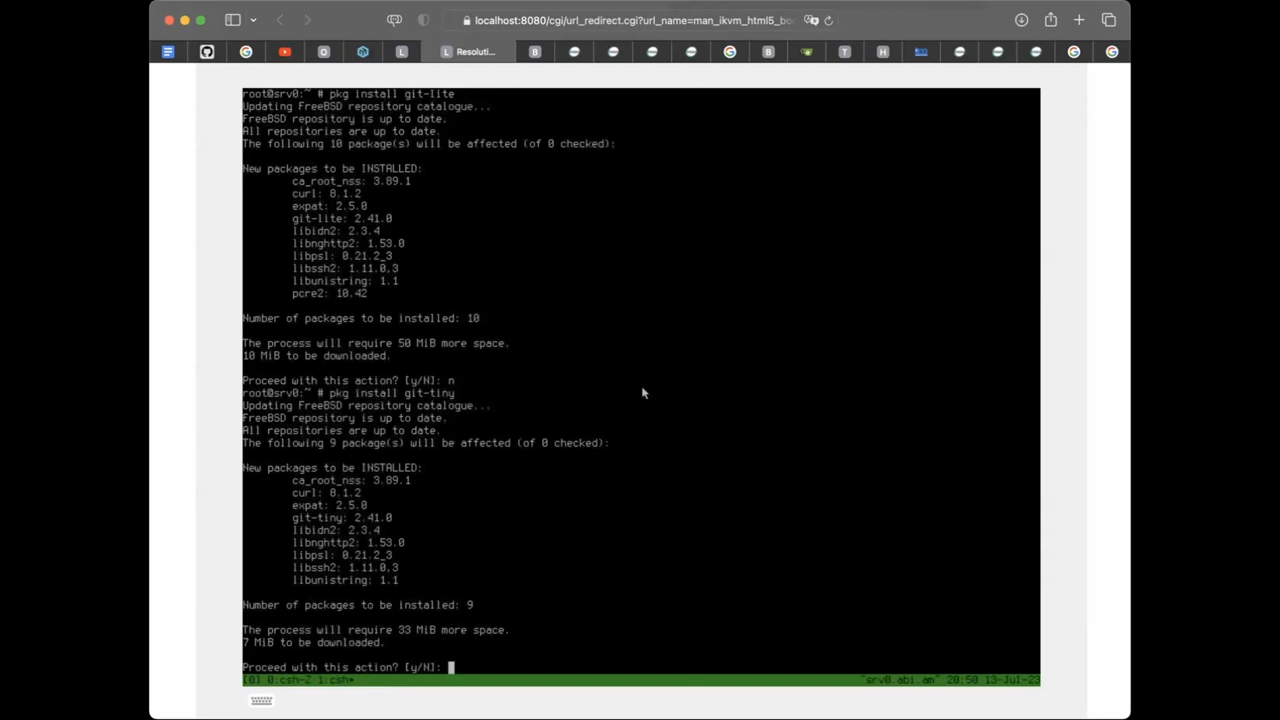 localhost:8080/cgi/url_redirect.cgi?url_name=man_ikvm_html5_bo
Resoluti...
root@srv0:~ # pkg install git-lite
Updating FreeBSD repository catalogue...
FreeBSD repository is up to date.
All repositories are up to date.
The following 10 package(s) will be affected (of 0 checked):
New packages to be INSTALLED:
ca_root_nss: 3.89.1
curl: 8.1.2
expat: 2.5.0
git-lite: 2.41.0
libidn2: 2.3.4
libnghttp2: 1.53.0
libpsl: 0.21.2_3
libssh2: 1.11.0,3
libunistring: 1.1
pcre2: 10.42
Number of packages to be installed: 10
The process will require 50 MiB more space.
10 MiB to be downloaded.
Proceed with this action? [y/N]: n
root@srv0:~ # pkg install git-tiny
Updating FreeBSD repository catalogue...
FreeBSD repository is up to date.
All repositories are up to date.
The following 9 package(s) will be affected (of 0 checked):
New packages to be INSTALLED:
ca_root_nss: 3.89.1
curl: 8.1.2
expat: 2.5.0
git-tiny: 2.41.0
libidn2: 2.3.4
libnghttp2: 1.53.0
libpsl: 0.21.2_3
libssh2: 1.11.0,3
libunistring: 1.1
Number of packages to be installed: 9
The process will require 33 MiB more space.
7 MiB to be downloaded.
Proceed with this action? [y/N]:
[0] 0:csh-Z 1:csh* "srv0.abi.am" 20:50 13-Jul-23